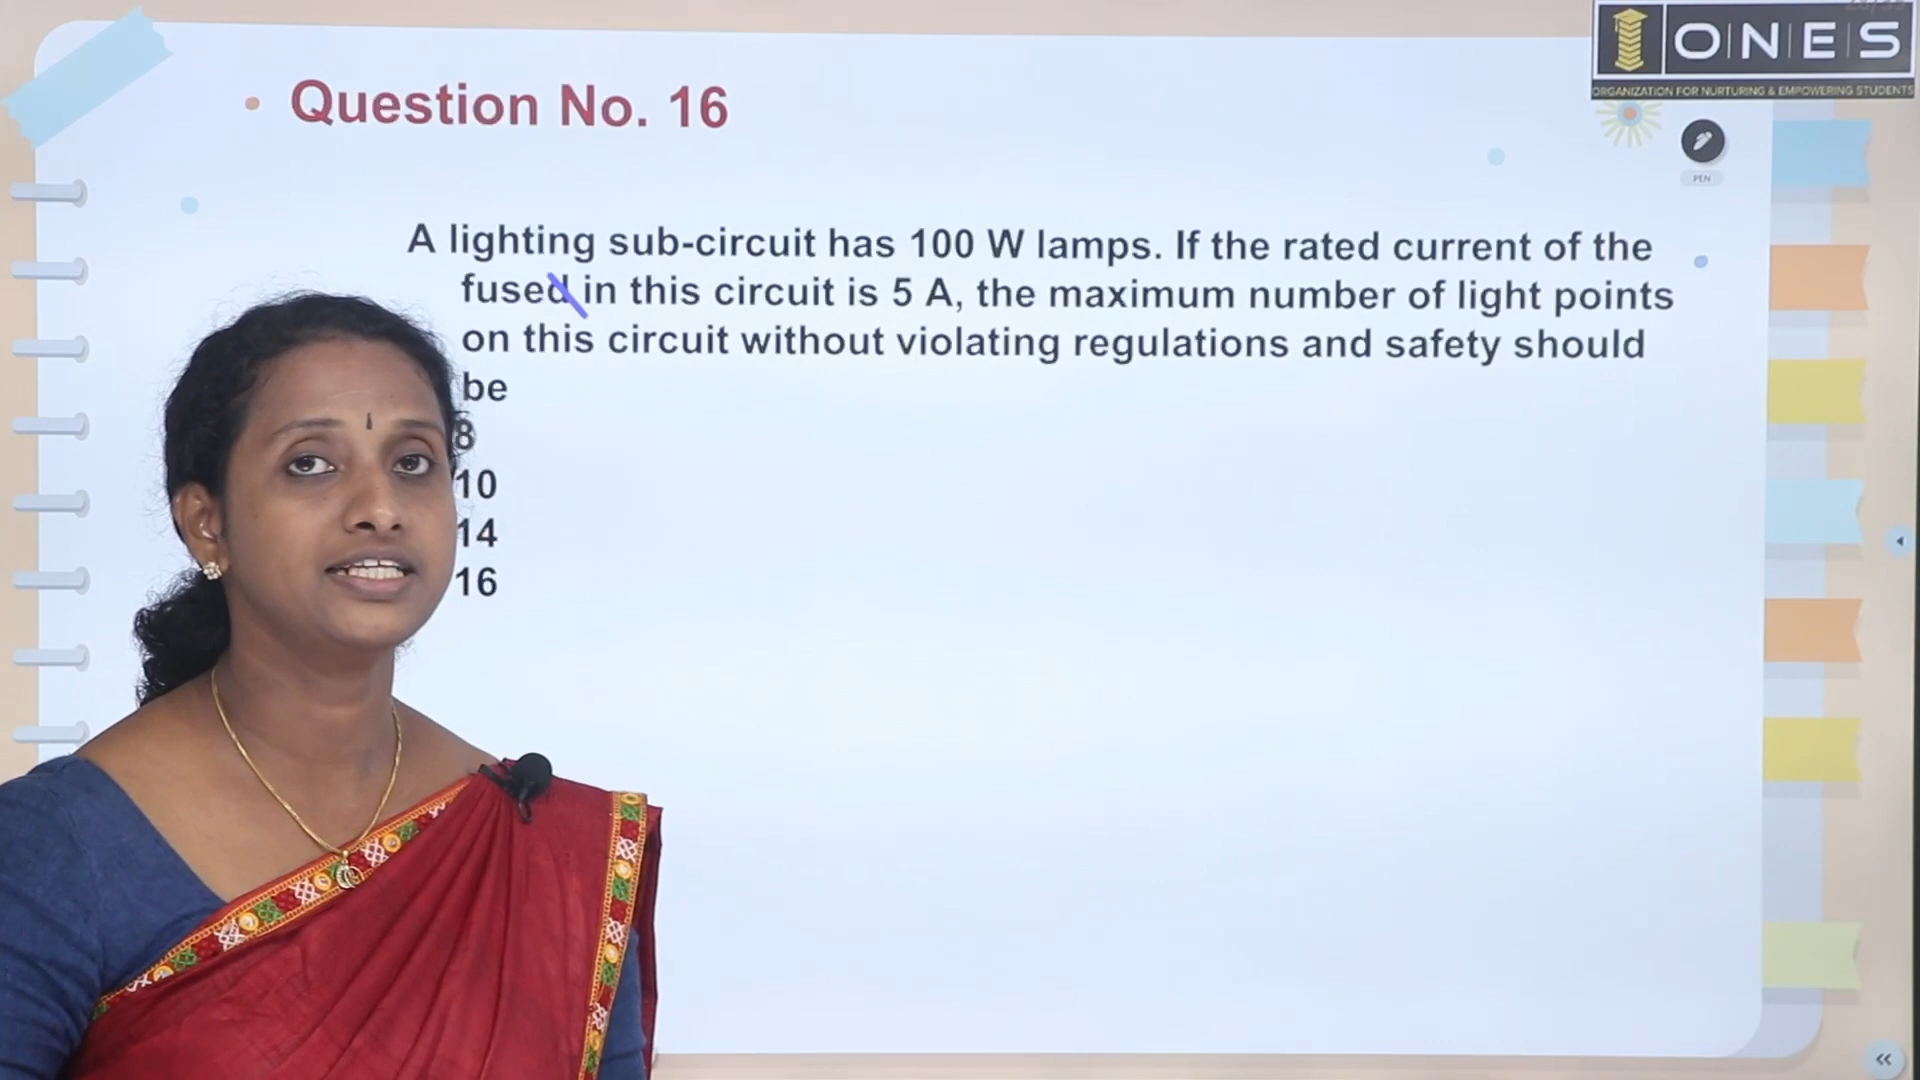 ONES
ORGANIZATION FOR NURTURING & EMPOWERING STUDENTS
• Question No. 16
PEN
A lighting sub-circuit has 100 W lamps. If the rated current of the
fused in this circuit is 5 A, the maximum number of light points
on this circuit without violating regulations and safety should
be
8
10
14
16